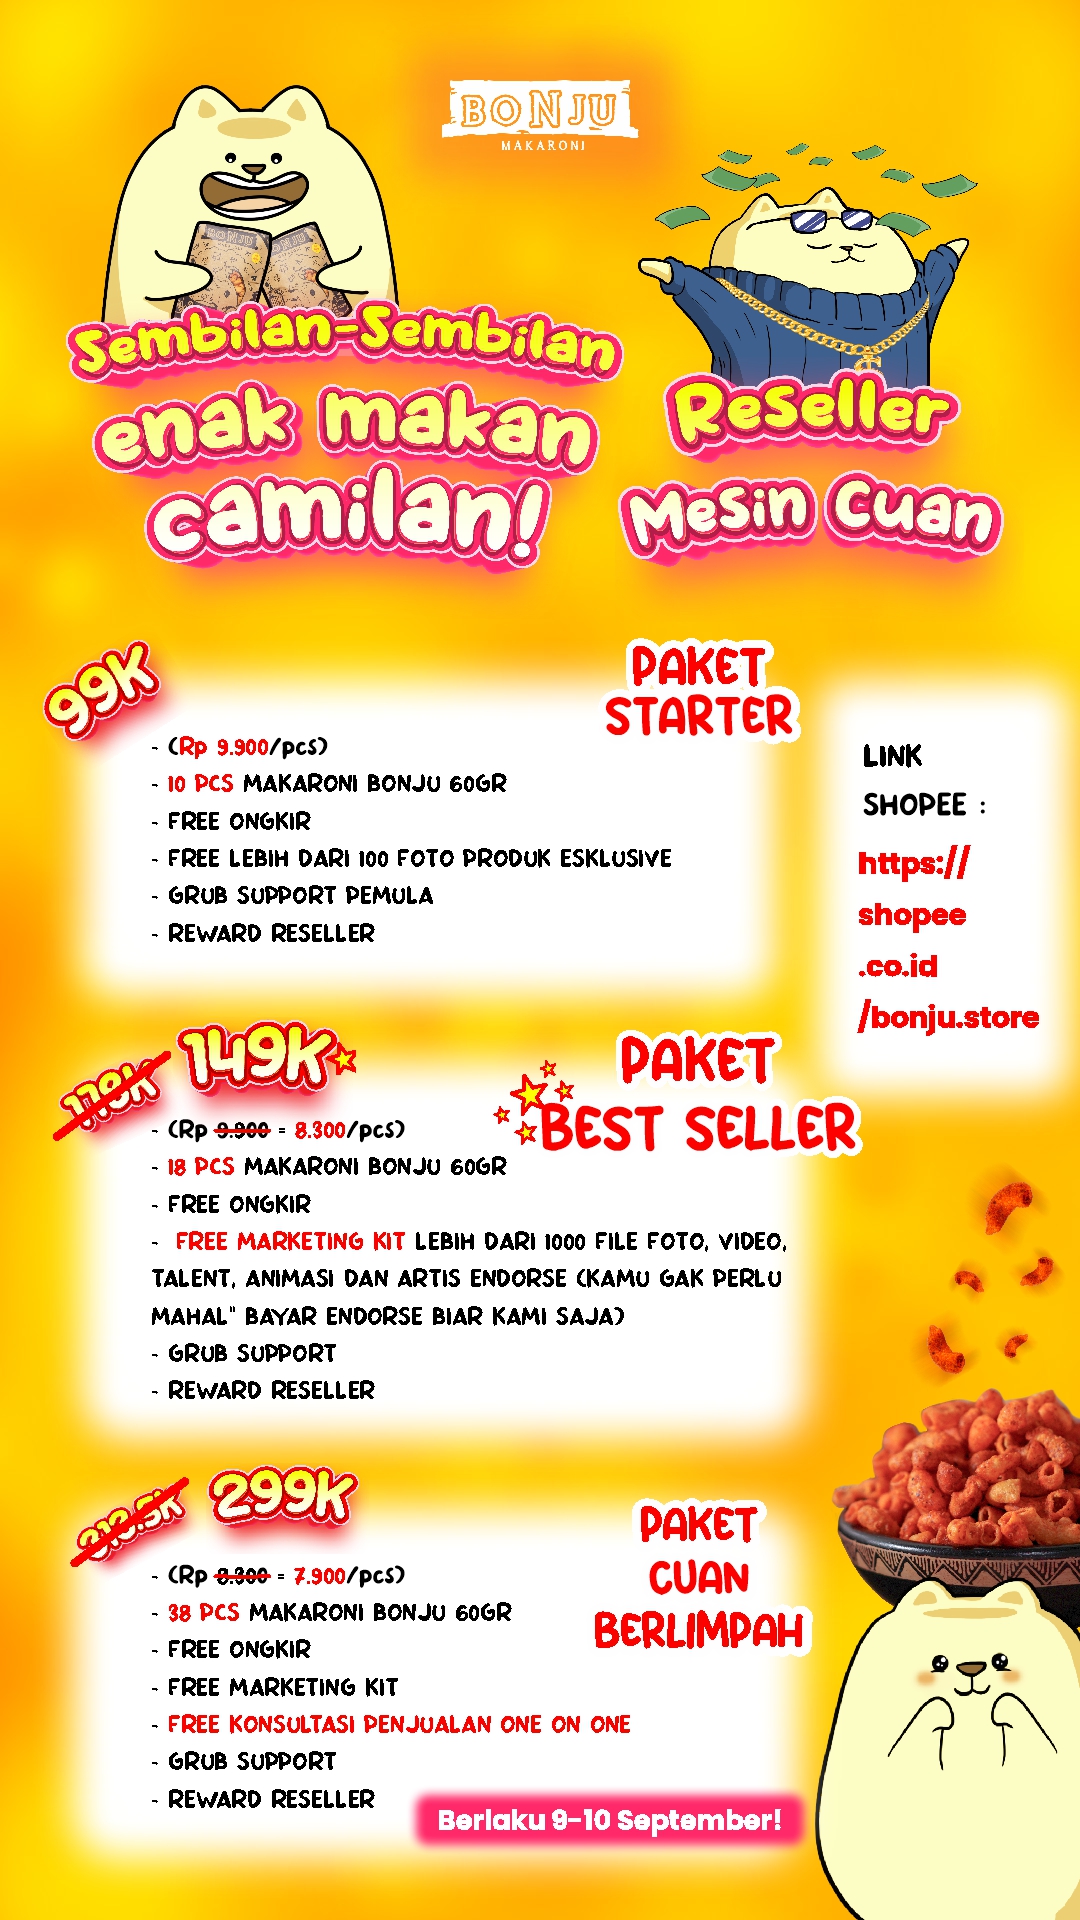 BONJU
MAKARONI
BONJU
BONJU
Sembilan-Sembilan
enak makan
camilan!
Reseller
Mesin Cuan
99K
PAKET
STARTER
- (Rp 9.900/pcs)
- 10 PCS MAKARONI BONJU 60GR
- FREE ONGKIR
- FREE LEBIH DARI 100 FOTO PRODUK ESKLUSIVE
- GRUB SUPPORT PEMULA
- REWARD RESELLER
LINK
SHOPEE :
https://
shopee
.co.id
/bonju.store
178K
149K
PAKET
BEST SELLER
- (Rp 9.900 = 8.300/pcs)
- 18 PCS MAKARONI BONJU 60GR
- FREE ONGKIR
- FREE MARKETING KIT LEBIH DARI 1000 FILE FOTO, VIDEO,
TALENT, ANIMASI DAN ARTIS ENDORSE (KAMU GAK PERLU
MAHAL" BAYAR ENDORSE BIAR KAMI SAJA)
- GRUB SUPPORT
- REWARD RESELLER
299K
PAKET
CUAN
BERLIMPAH
- (Rp 8.300 = 7.900/pcs)
- 38 PCS MAKARONI BONJU 60GR
- FREE ONGKIR
- FREE MARKETING KIT
- FREE KONSULTASI PENJUALAN ONE ON ONE
- GRUB SUPPORT
- REWARD RESELLER
Berlaku 9-10 September!